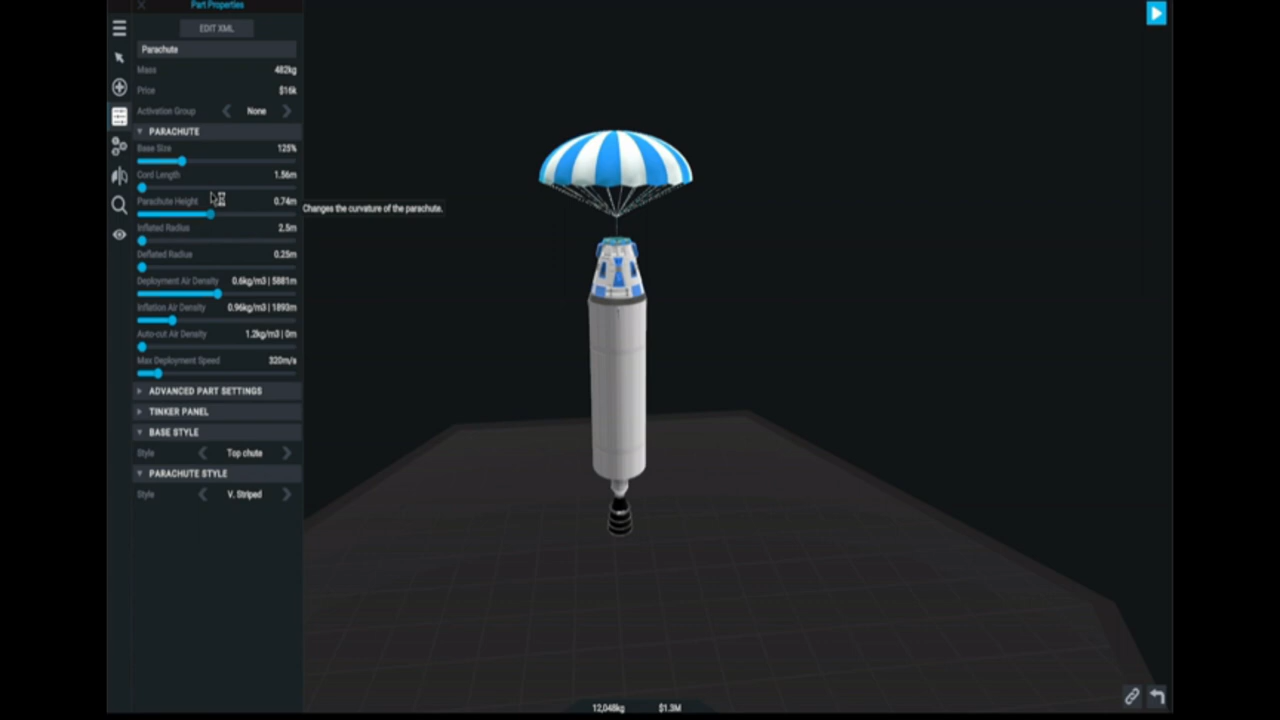 Part Properties
EDIT XML
Parachute
Mass 482kg
Price $16k
Activation Group None
PARACHUTE
Base Size 125%
Cord Length 1.56m
Parachute Height 0.74m
Changes the curvature of the parachute.
Inflated Radius 2.5m
Deflated Radius 0.25m
Deployment Air Density 0.6kg/m3 | 5881m
Inflation Air Density 0.96kg/m3 | 1893m
Auto-cut Air Density 1.2kg/m3 | 0m
Max Deployment Speed 320m/s
ADVANCED PART SETTINGS
TINKER PANEL
BASE STYLE
Style Top chute
PARACHUTE STYLE
Style V. Striped
12,048kg $1.3M